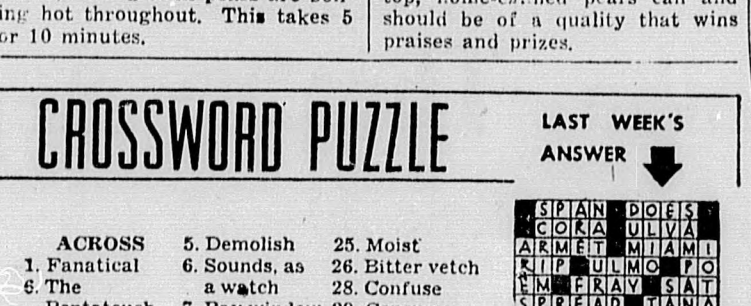 ing hot throughout. This takes 5
or 10 minutes.
should be of a quality that wins
praises and prizes.
CROSSWORD PUZZLE
LAST WEEK'S
ANSWER
ACROSS
1. Fanatical
6. The
5. Demolish
6. Sounds, as
a watch
25. Moist
26. Bitter vetch
28. Confuse
SPAN DOES
CORA ULVA
ARMET MIAMI
RIP ULMO PO
EM FRAY SAT
SPREAD